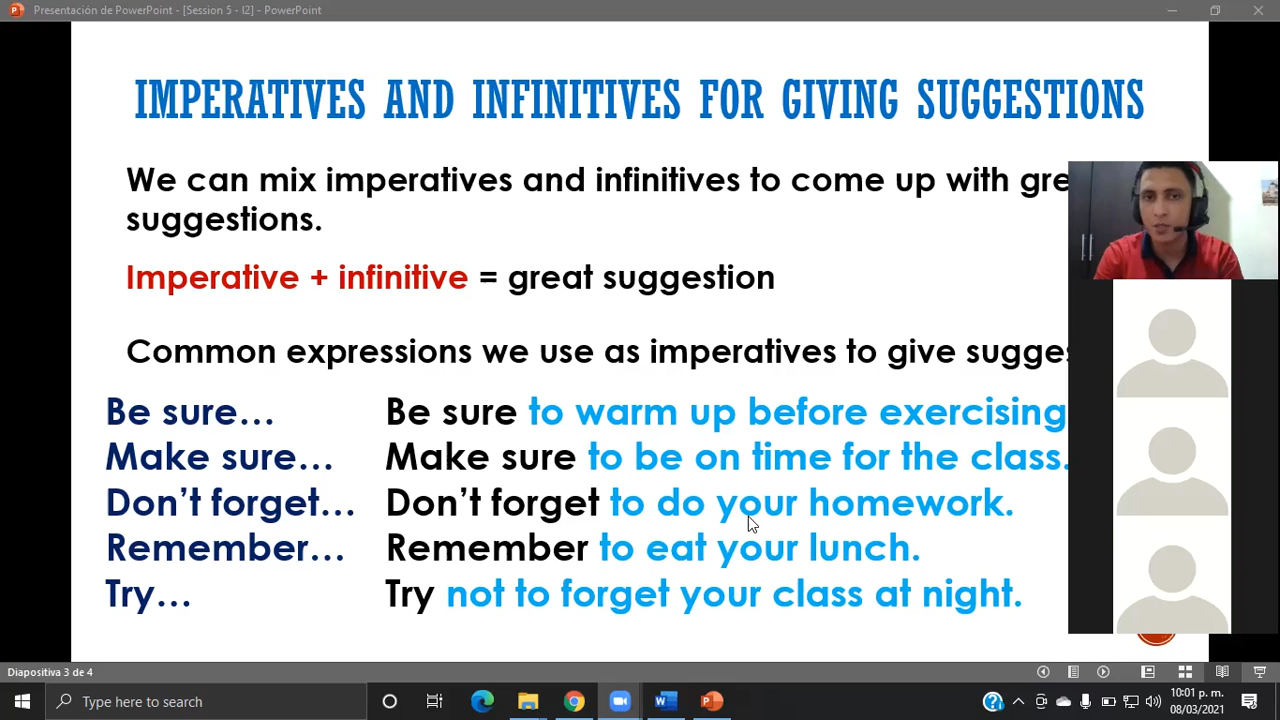 Presentación de PowerPoint - [Session 5 - I2] - PowerPoint
IMPERATIVES AND INFINITIVES FOR GIVING SUGGESTIONS
We can mix imperatives and infinitives to come up with gre
suggestions.
Imperative + infinitive = great suggestion
Common expressions we use as imperatives to give sugges
Be sure… Be sure to warm up before exercising
Make sure… Make sure to be on time for the class.
Don't forget… Don't forget to do your homework.
Remember… Remember to eat your lunch.
Try… Try not to forget your class at night.
Diapositiva 3 de 4
Type here to search
10:01 p. m.
08/03/2021